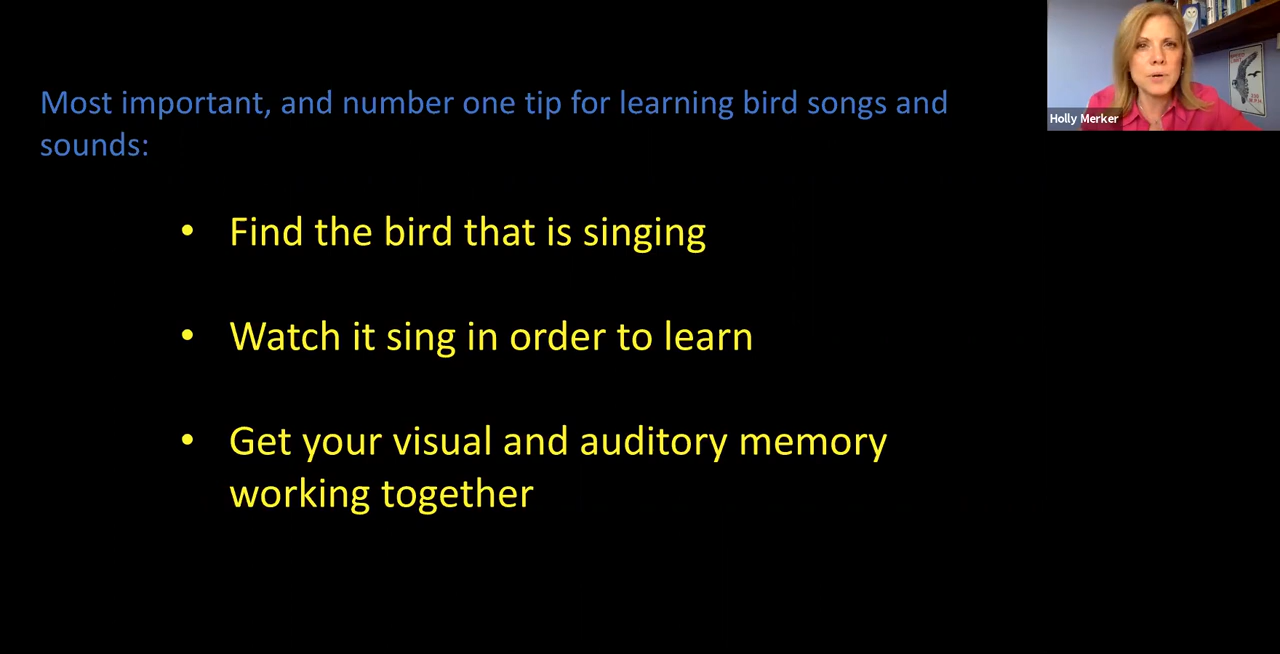 Most important, and number one tip for learning bird songs and
sounds:
• Find the bird that is singing
• Watch it sing in order to learn
• Get your visual and auditory memory
working together
Holly Merker